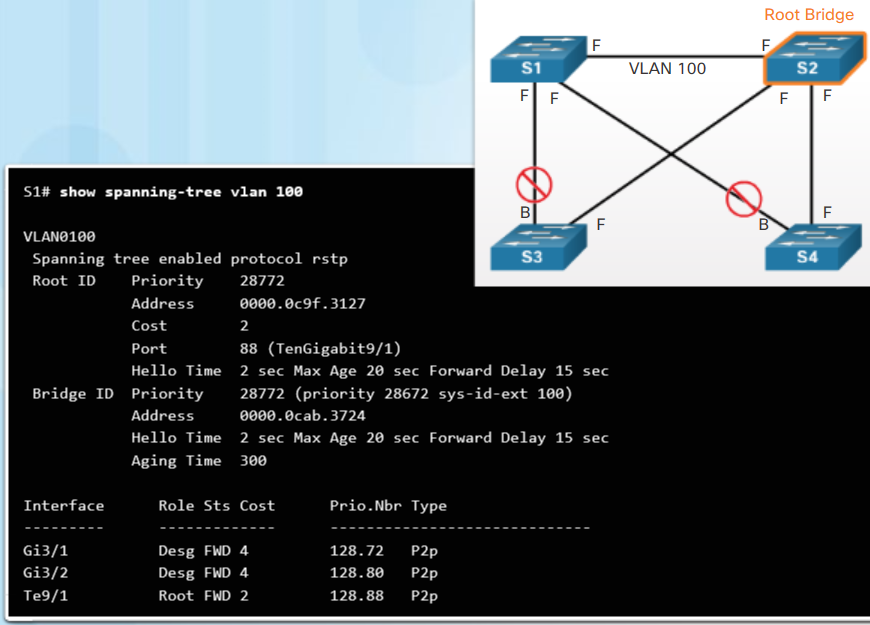 Root Bridge
F F
S1 VLAN 100 S2
F F F F
B F B F
S3 S4
S1# show spanning-tree vlan 100
VLAN0100
Spanning tree enabled protocol rstp
Root ID Priority 28772
Address 0000.0c9f.3127
Cost 2
Port 88 (TenGigabit9/1)
Hello Time 2 sec Max Age 20 sec Forward Delay 15 sec
Bridge ID Priority 28772 (priority 28672 sys-id-ext 100)
Address 0000.0cab.3724
Hello Time 2 sec Max Age 20 sec Forward Delay 15 sec
Aging Time 300
Interface Role Sts Cost Prio.Nbr Type
--------- ------------- -----------------------------
Gi3/1 Desg FWD 4 128.72 P2p
Gi3/2 Desg FWD 4 128.80 P2p
Te9/1 Root FWD 2 128.88 P2p